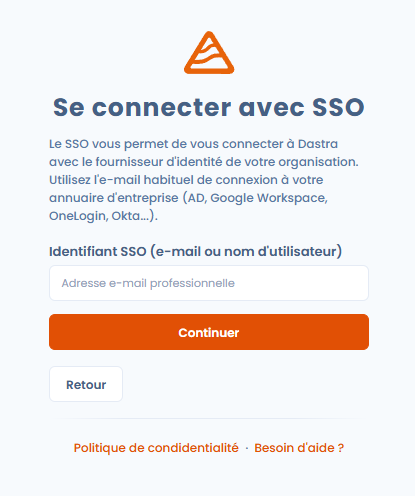 Se connecter avec SSO
Le SSO vous permet de vous connecter à Dastra
avec le fournisseur d'identité de votre organisation.
Utilisez l'e-mail habituel de connexion à votre
annuaire d'entreprise (AD, Google Workspace,
OneLogin, Okta...).
Identifiant SSO (e-mail ou nom d'utilisateur)
Adresse e-mail professionnelle
Continuer
Retour
Politique de condidentialité · Besoin d'aide ?